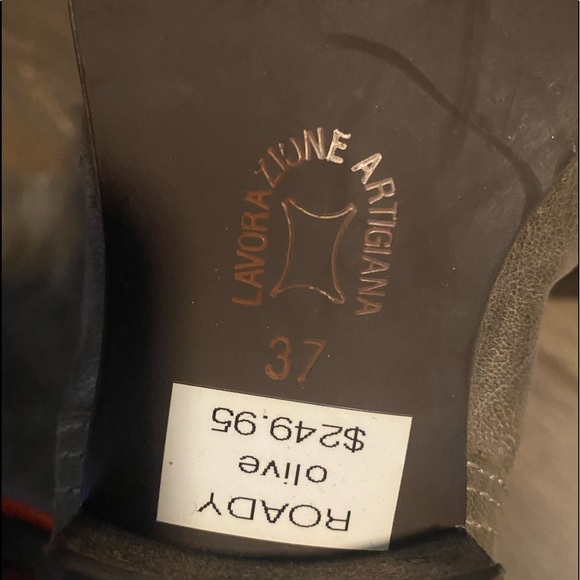 LAVORAZIONE ARTIGIANA
37
ROADY
olive
$249.95